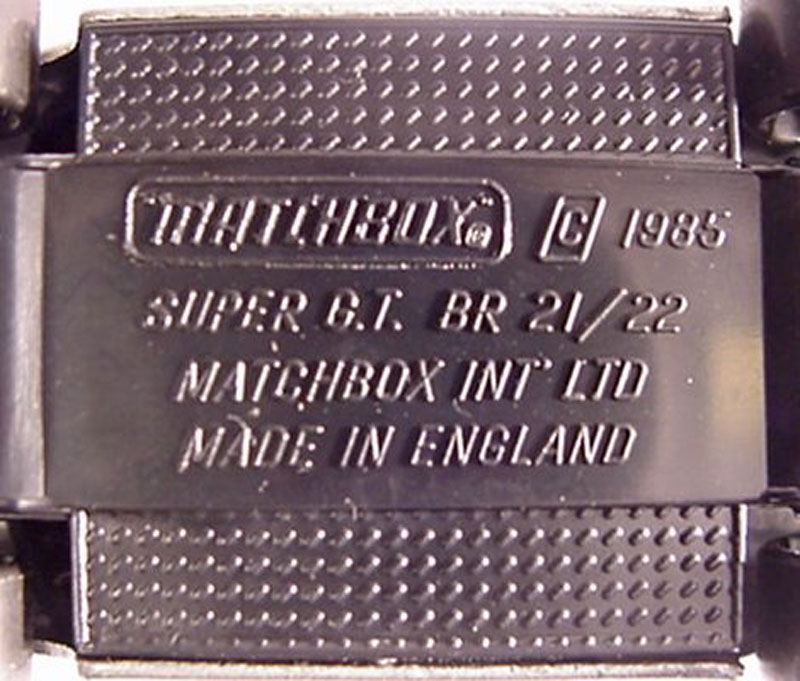 "MATCHBOX"® © 1985
SUPER G.T. BR 21/22
MATCHBOX INT' LTD
MADE IN ENGLAND